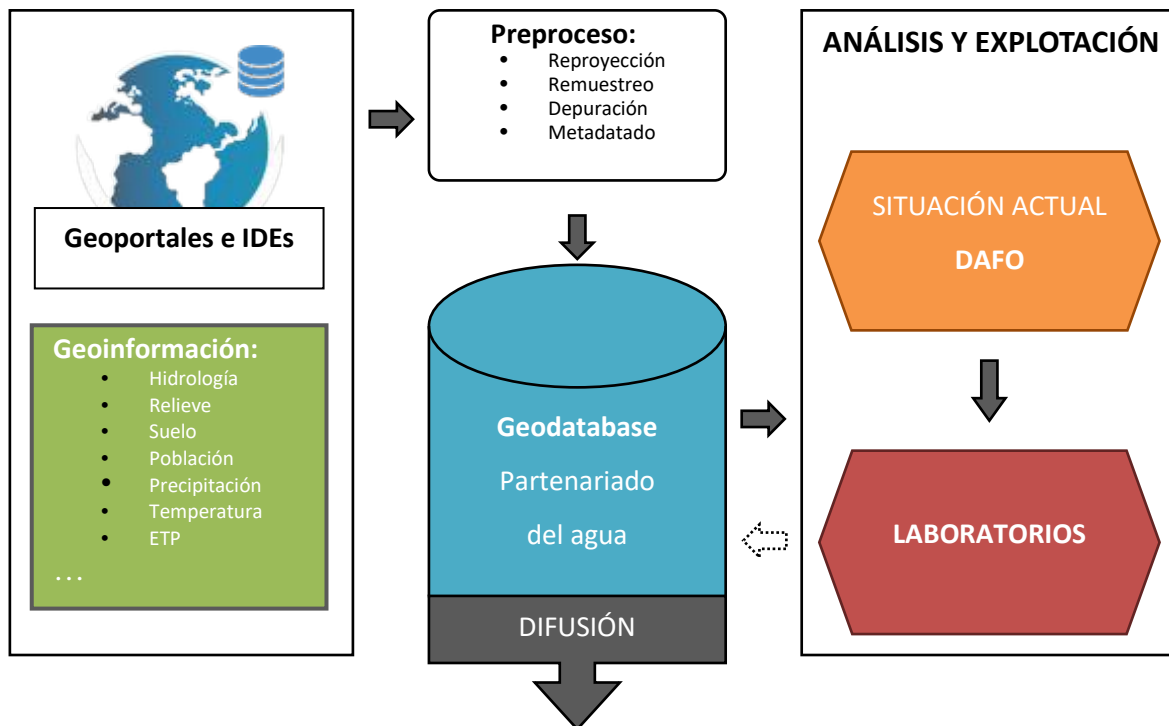 Geoportales e IDEs
Geoinformación:
• Hidrología
• Relieve
• Suelo
• Población
• Precipitación
• Temperatura
• ETP
...
Preproceso:
• Reproyección
• Remuestreo
• Depuración
• Metadatado
Geodatabase
Partenariado
del agua
DIFUSIÓN
ANÁLISIS Y EXPLOTACIÓN
SITUACIÓN ACTUAL
DAFO
LABORATORIOS